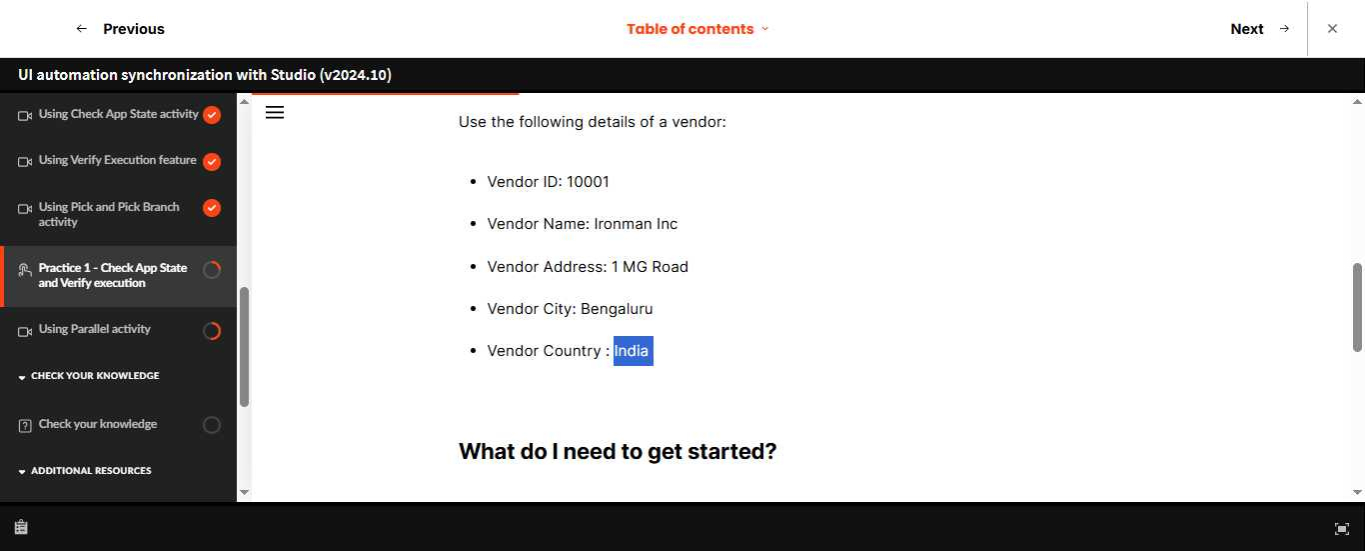 Previous
Table of contents
Next
UI automation synchronization with Studio (v2024.10)
Using Check App State activity
Using Verify Execution feature
Using Pick and Pick Branch
activity
Practice 1 - Check App State
and Verify execution
Using Parallel activity
CHECK YOUR KNOWLEDGE
Check your knowledge
ADDITIONAL RESOURCES
Use the following details of a vendor:
• Vendor ID: 10001
• Vendor Name: Ironman Inc
• Vendor Address: 1 MG Road
• Vendor City: Bengaluru
• Vendor Country : India
What do I need to get started?